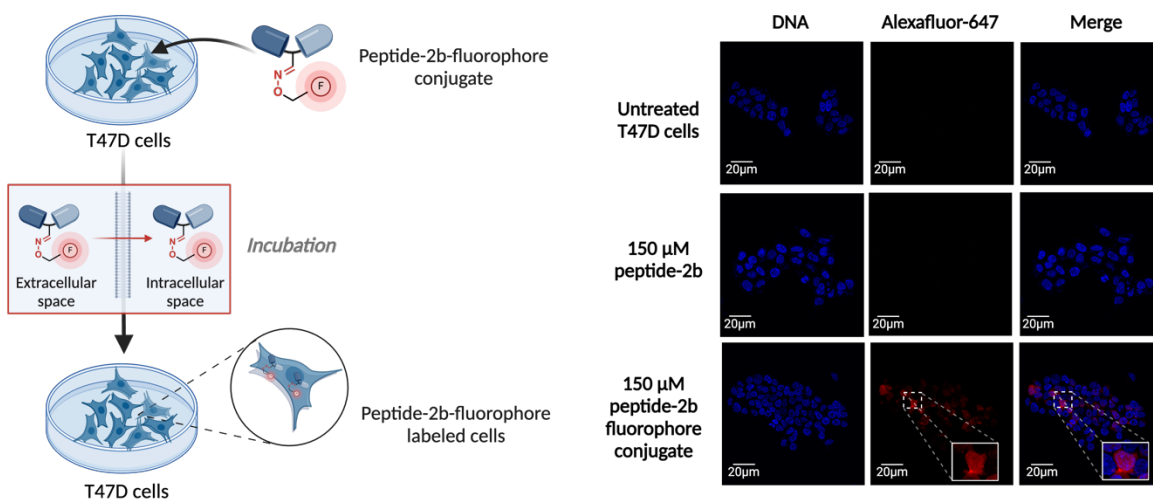 Peptide-2b-fluorophore
conjugate
N
O
F
T47D cells
N
O
F
N
O
F
Extracellular
space
Intracellular
space
Incubation
Peptide-2b-fluorophore
labeled cells
T47D cells
DNA
Alexafluor-647
Merge
Untreated
T47D cells
20μm
20μm
20μm
150 μM
peptide-2b
20μm
20μm
20μm
150 μM
peptide-2b
fluorophore
conjugate
20μm
20μm
20μm